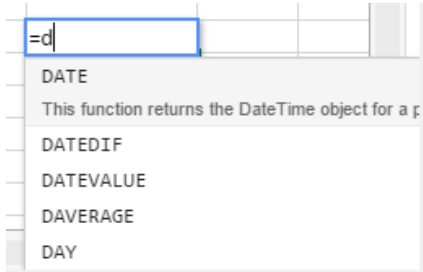 =d
DATE
This function returns the DateTime object for a
DATEDIF
DATEVALUE
DAVERAGE
DAY